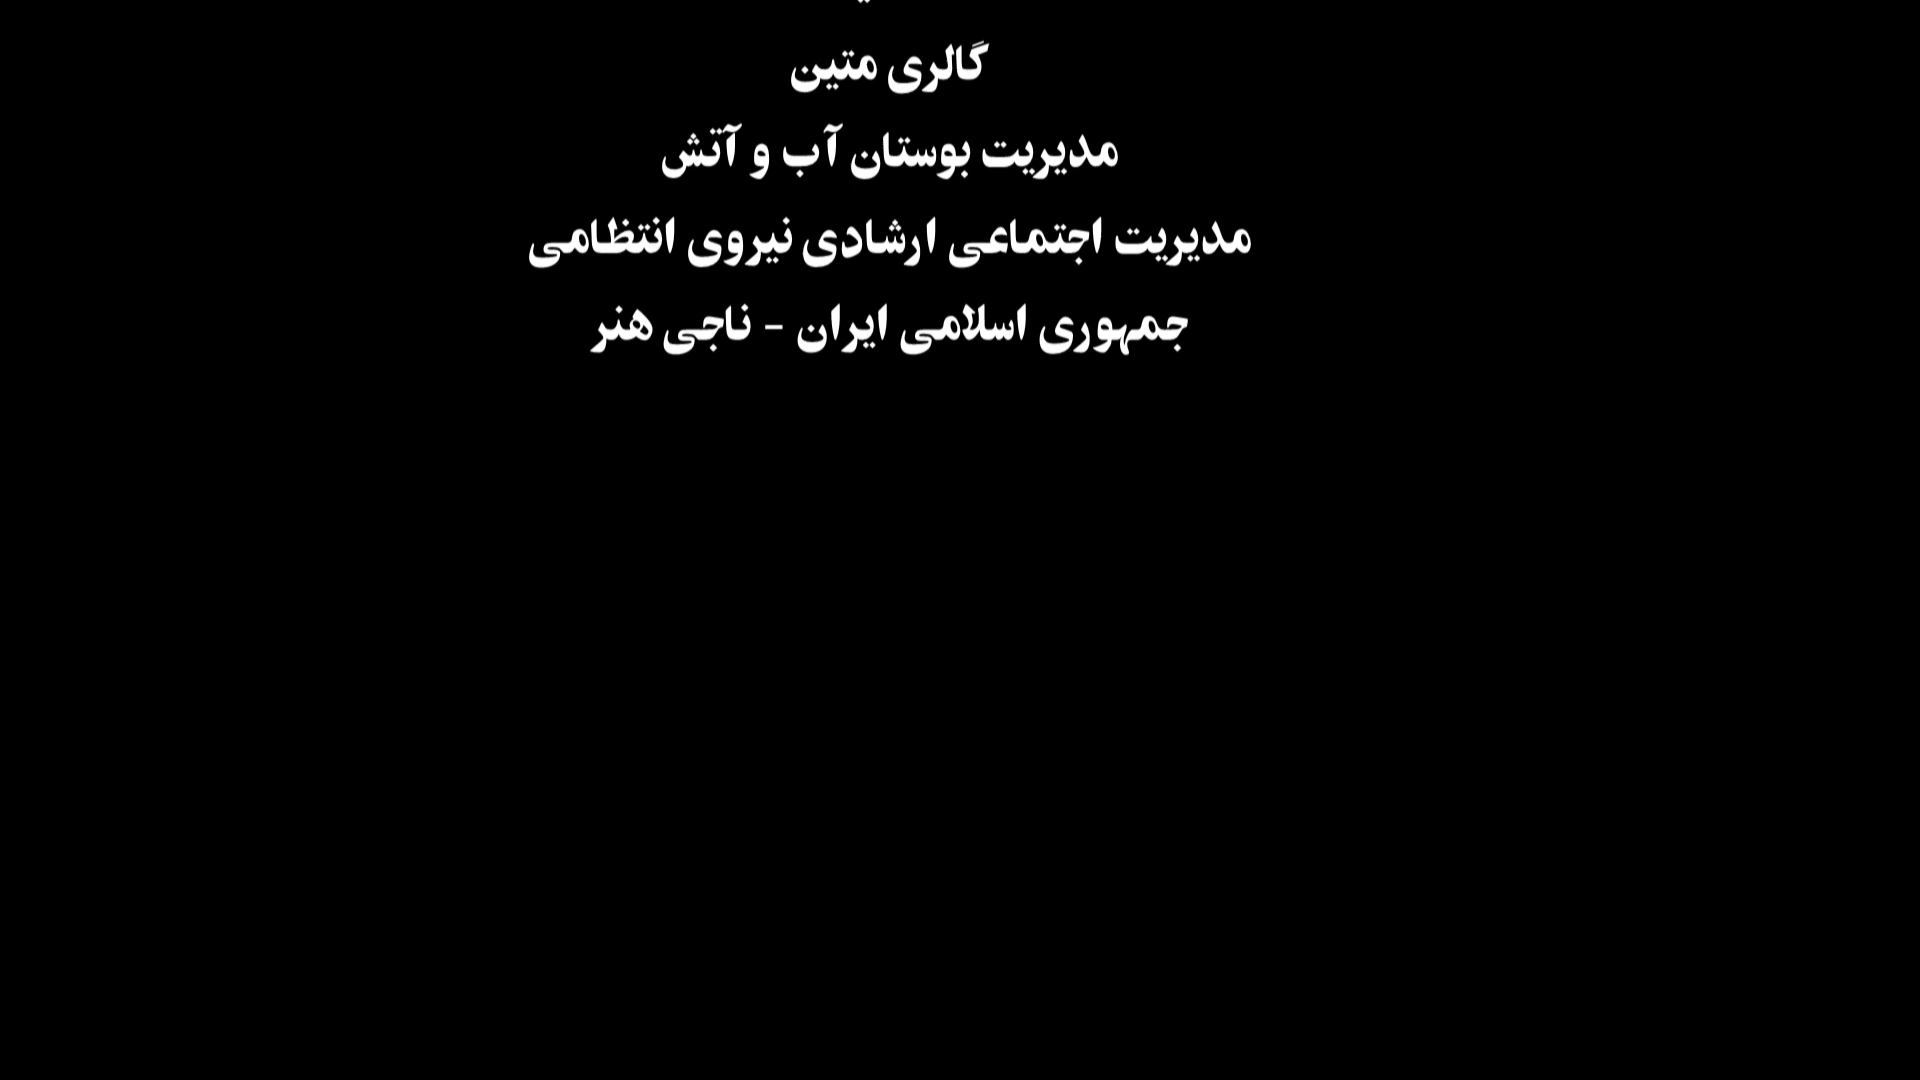 گالری متین
مدیریت بوستان آب و آتش
مدیریت اجتماعی ارشادی نیروی انتظامی
جمهوری اسلامی ایران - ناجی هنر